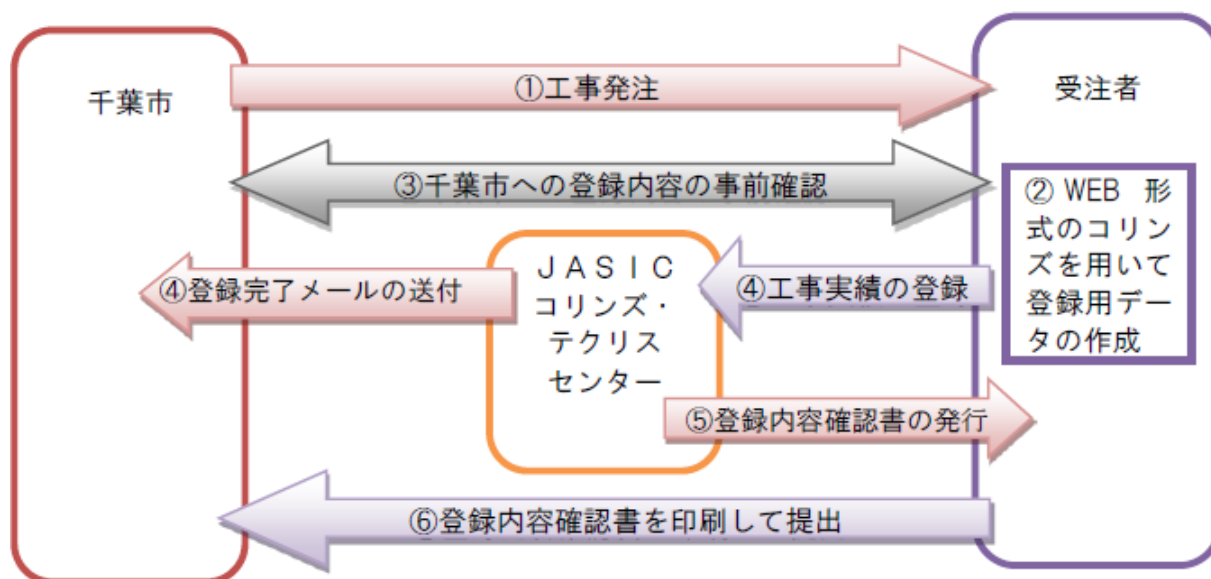 千葉市
①工事発注
受注者
③千葉市への登録内容の事前確認
② WEB 形
式のコリン
ズを用いて
登録用デー
タの作成
④登録完了メールの送付
ＪＡＳＩＣ
コリンズ・
テクリス
センター
④工事実績の登録
⑤登録内容確認書の発行
⑥登録内容確認書を印刷して提出